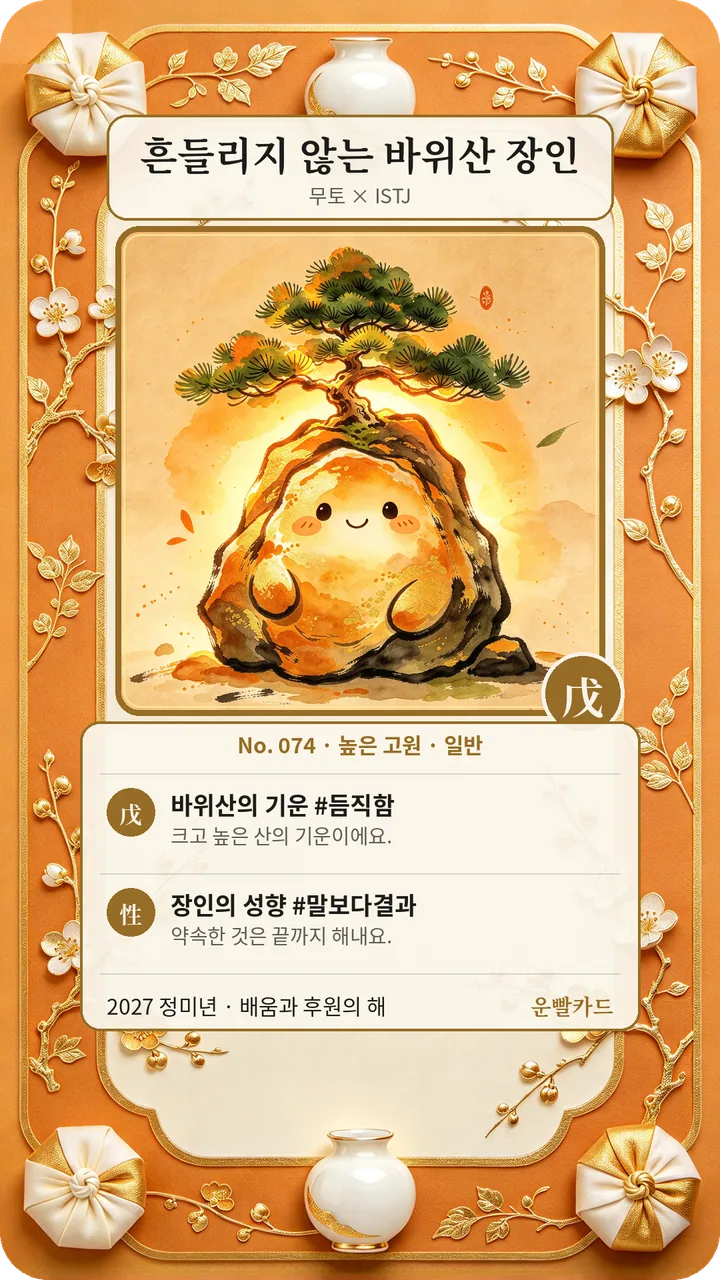 흔들리지 않는 바위산 장인
무토 × ISTJ
戊
No. 074 · 높은 고원 · 일반
戊
바위산의 기운 #듬직함
크고 높은 산의 기운이에요.
性
장인의 성향 #말보다결과
약속한 것은 끝까지 해내요.
2027 정미년 · 배움과 후원의 해
운빨카드